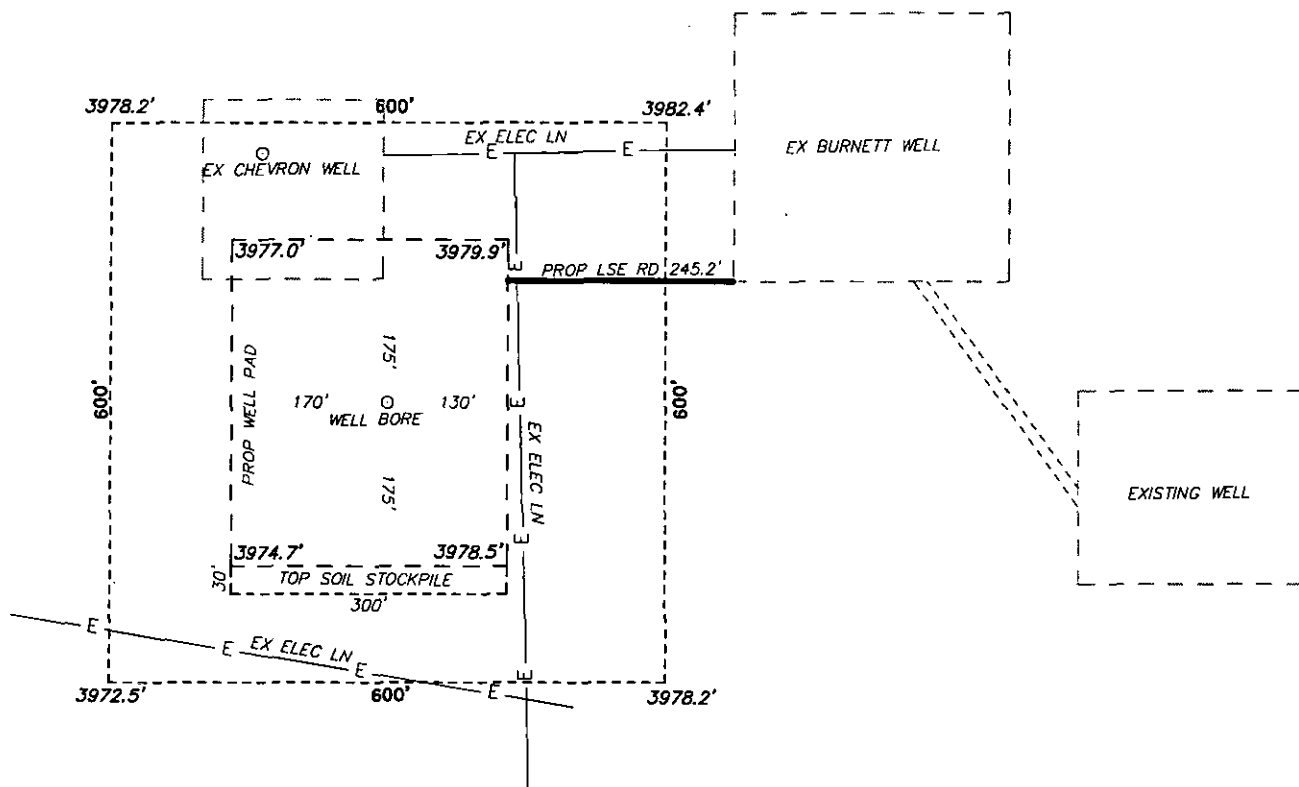 3978.2'
600'
3982.4'
EX ELEC LN
E
E
EX BURNETT WELL
EX CHEVRON WELL
3977.0'
3979.9'
E
PROP LSE RD 245.2'
175'
PROP WELL PAD
600'
170'
130'
E
600'
WELL BORE
EX ELEC LN
175'
EXISTING WELL
E
3974.7'
3978.5'
30'
TOP SOIL STOCKPILE
300'
E
E
EX ELEC LN
E
E
E
3972.5'
600'
3978.2'